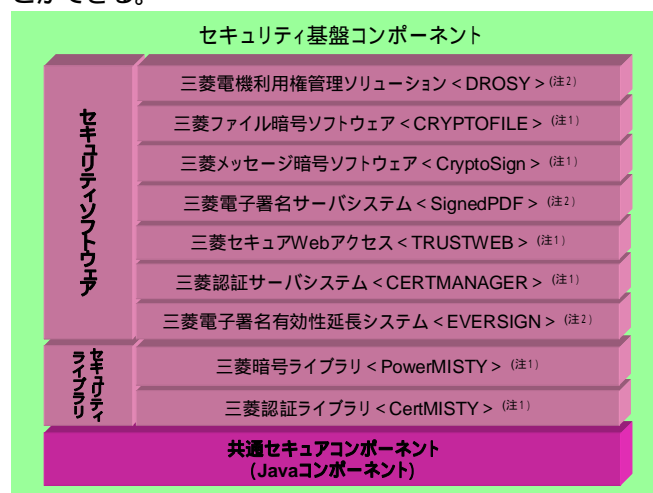 とができる。
セキュリティ基盤コンポーネント
セキュリティソフトウェア
三菱電機利用権管理ソリューション<DROSY>(注2)
三菱ファイル暗号ソフトウェア<CRYPTOFILE>(注1)
三菱メッセージ暗号ソフトウェア<CryptoSign>(注1)
三菱電子署名サーバシステム<SignedPDF>(注2)
三菱セキュアWebアクセス<TRUSTWEB>(注1)
三菱認証サーバシステム<CERTMANAGER>(注1)
三菱電子署名有効性延長システム<EVERSIGN>(注2)
セキュリティ
ライブラリ
三菱暗号ライブラリ<PowerMISTY>(注1)
三菱認証ライブラリ<CertMISTY>(注1)
共通セキュアコンポーネント
(Javaコンポーネント)